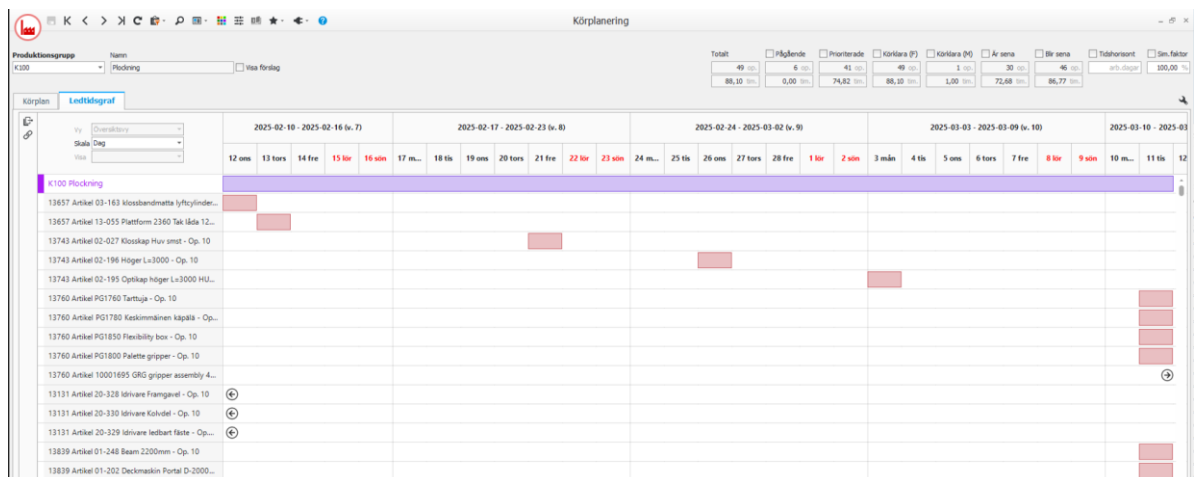 Körplanering
Produktionsgrupp Namn
K100 Plockning Visa förslag
Totalt Pågående Prioriterade Körklara (F) Körklara (M) Är sena Blir sena Tidshorisont Sim.faktor
49 op. 6 op. 41 op. 49 op. 1 op. 30 op. 46 op. arb.dagar 100,00 %
88,10 tim. 0,00 tim. 74,82 tim. 88,10 tim. 1,00 tim. 72,68 tim. 86,77 tim.
Körplan Ledtidsgraf
Vy Översiktsvy
Skala Dag
Visa
2025-02-10 - 2025-02-16 (v. 7) 2025-02-17 - 2025-02-23 (v. 8) 2025-02-24 - 2025-03-02 (v. 9) 2025-03-03 - 2025-03-09 (v. 10) 2025-03-10 - 2025-03
12 ons 13 tors 14 fre 15 lör 16 sön 17 m... 18 tis 19 ons 20 tors 21 fre 22 lör 23 sön 24 m... 25 tis 26 ons 27 tors 28 fre 1 lör 2 sön 3 mån 4 tis 5 ons 6 tors 7 fre 8 lör 9 sön 10 m... 11 tis 12
K100 Plockning
13657 Artikel 03-163 klossbandmatta lyftcylinder...
13657 Artikel 13-055 Plattform 2360 Tak låda 12...
13743 Artikel 02-027 Klosskap Huv smst - Op. 10
13743 Artikel 02-196 Höger L=3000 - Op. 10
13743 Artikel 02-195 Optikap höger L=3000 HU...
13760 Artikel PG1760 Tarttuja - Op. 10
13760 Artikel PG1780 Keskimmäinen käpälä - Op...
13760 Artikel PG1850 Flexibility box - Op. 10
13760 Artikel PG1800 Palette gripper - Op. 10
13760 Artikel 10001695 GRG gripper assembly 4...
13131 Artikel 20-328 Idrivare Framgavel - Op. 10
13131 Artikel 20-330 Idrivare Kolvdel - Op. 10
13131 Artikel 20-329 Idrivare ledbart fäste - Op....
13839 Artikel 01-248 Beam 2200mm - Op. 10
13839 Artikel 01-202 Deckmaskin Portal D-2000...